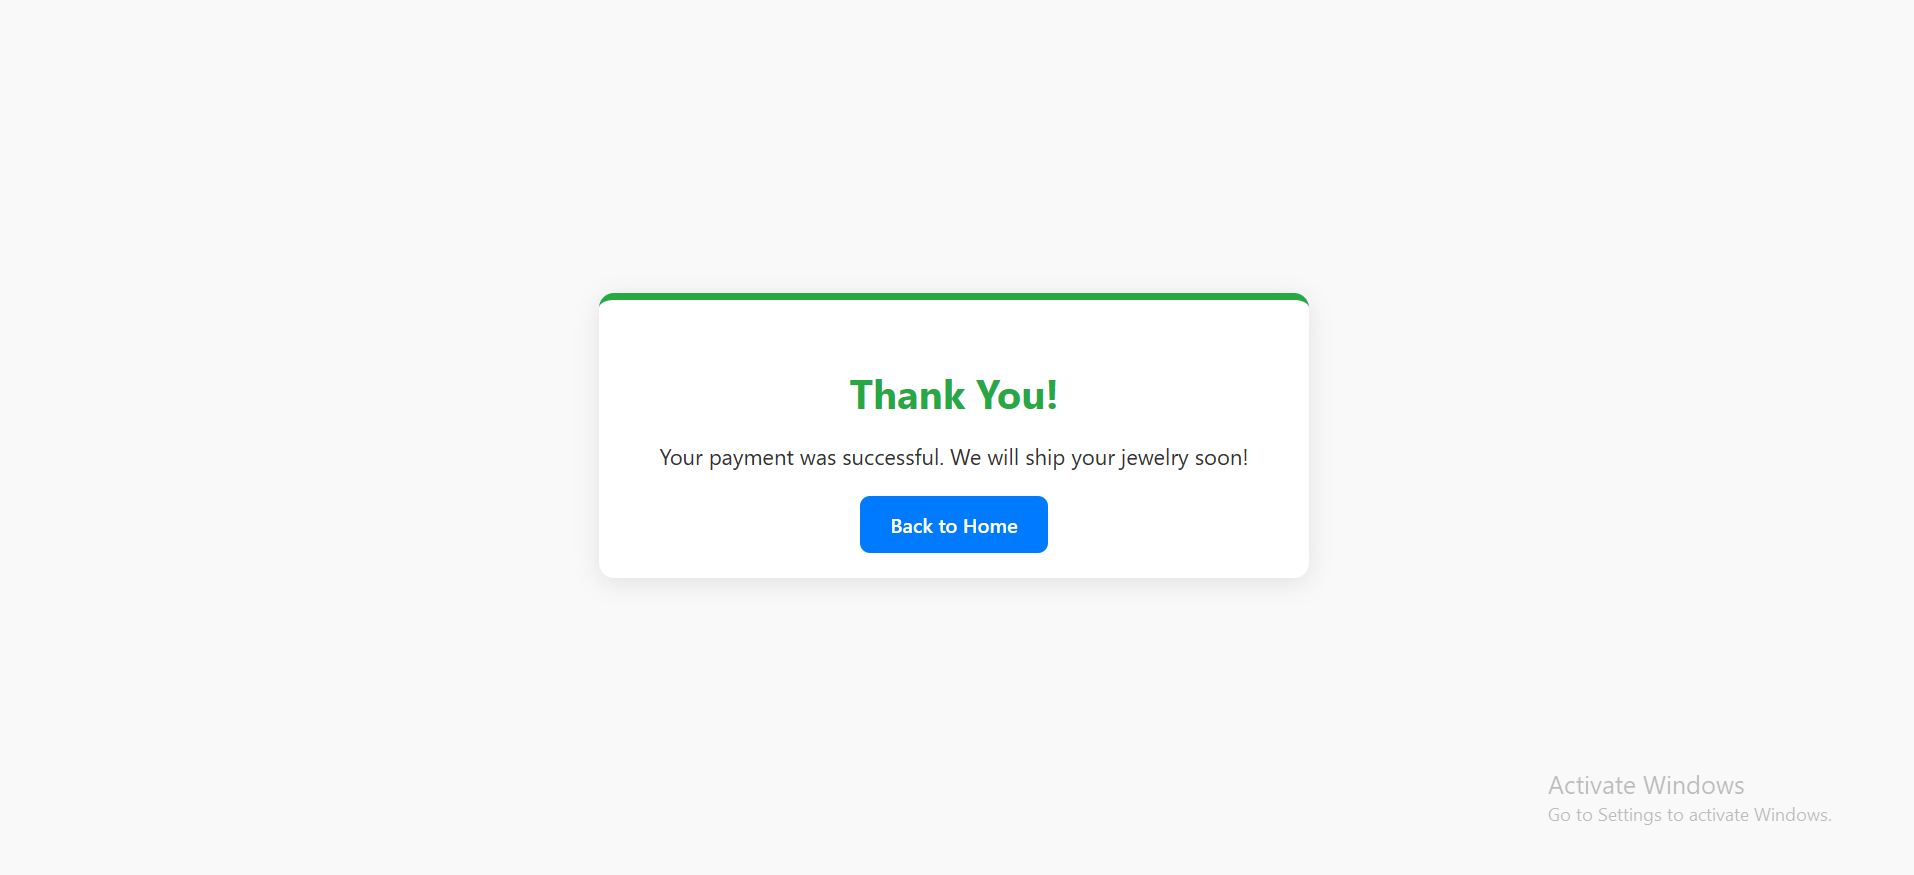 Thank You!
Your payment was successful. We will ship your jewelry soon!
Back to Home
Activate Windows
Go to Settings to activate Windows.